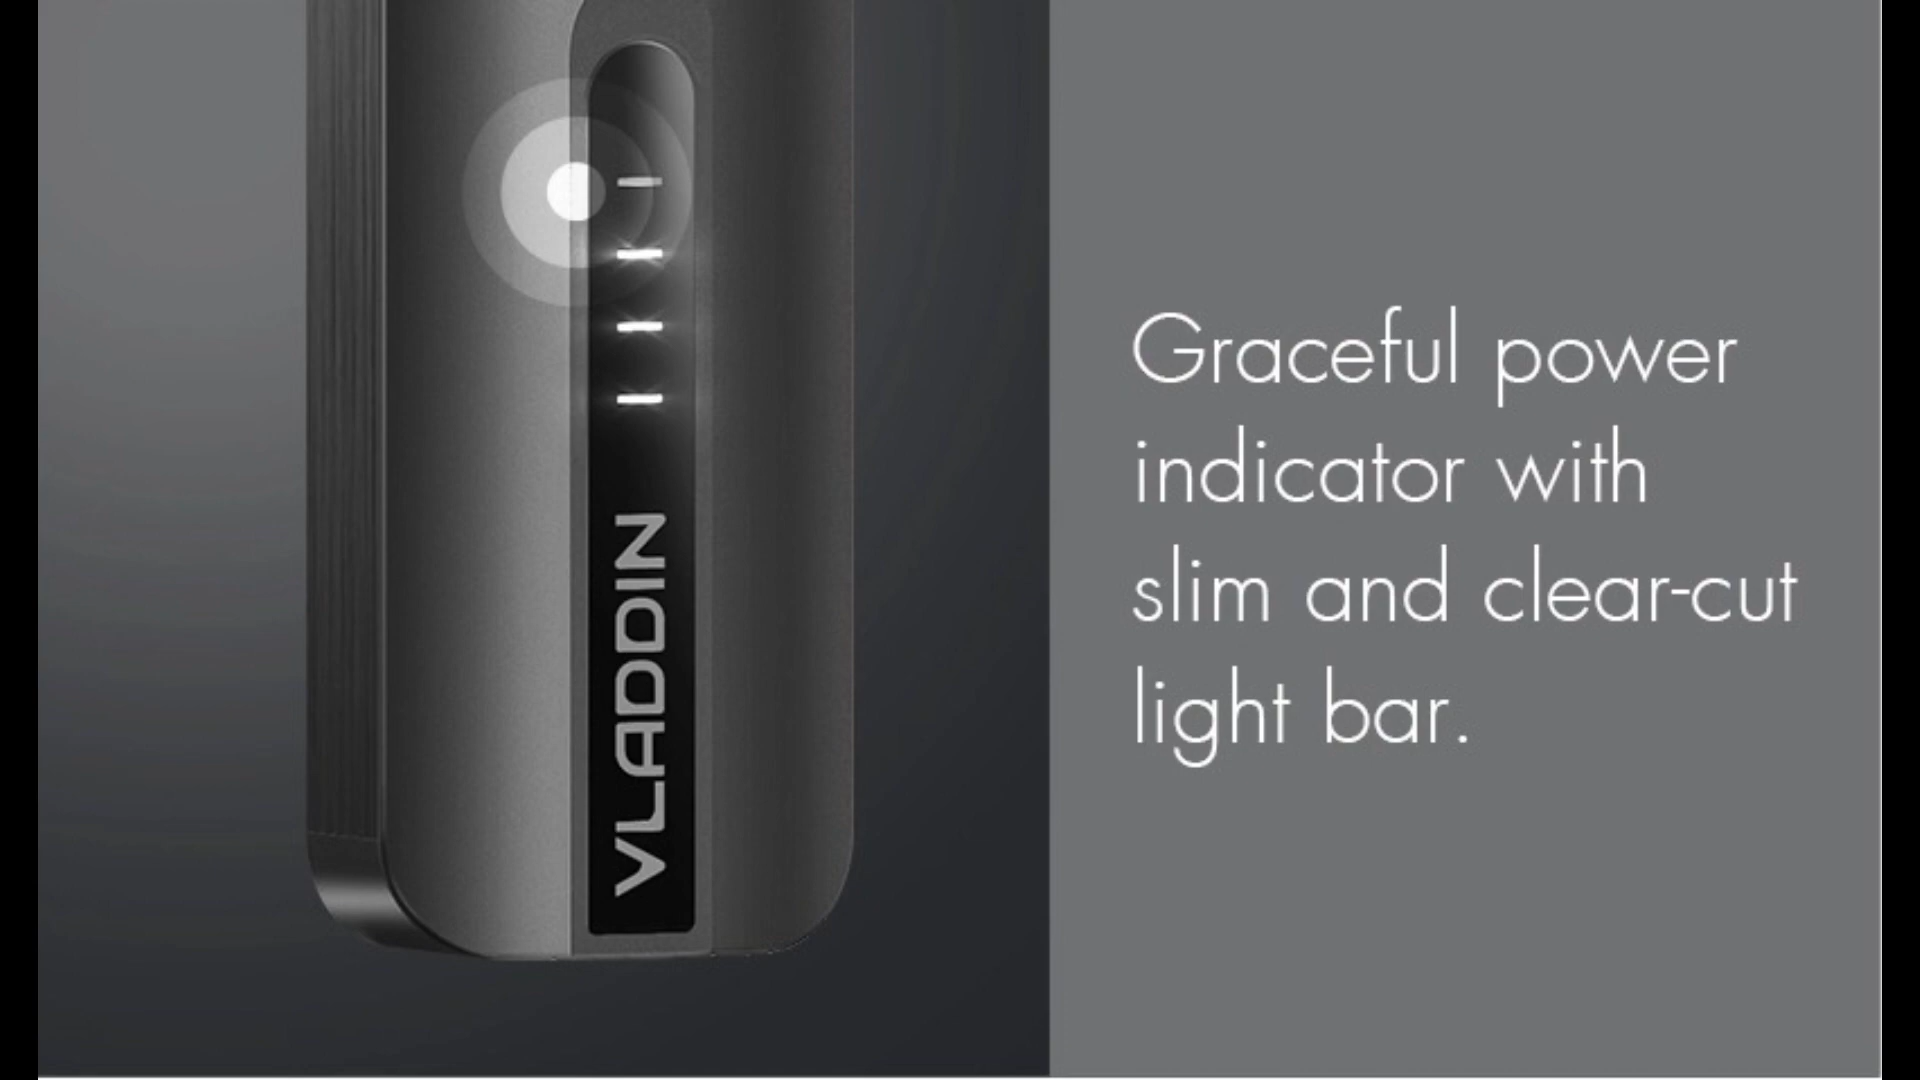 VLADDIN
Graceful power
indicator with
slim and clear-cut
light bar.